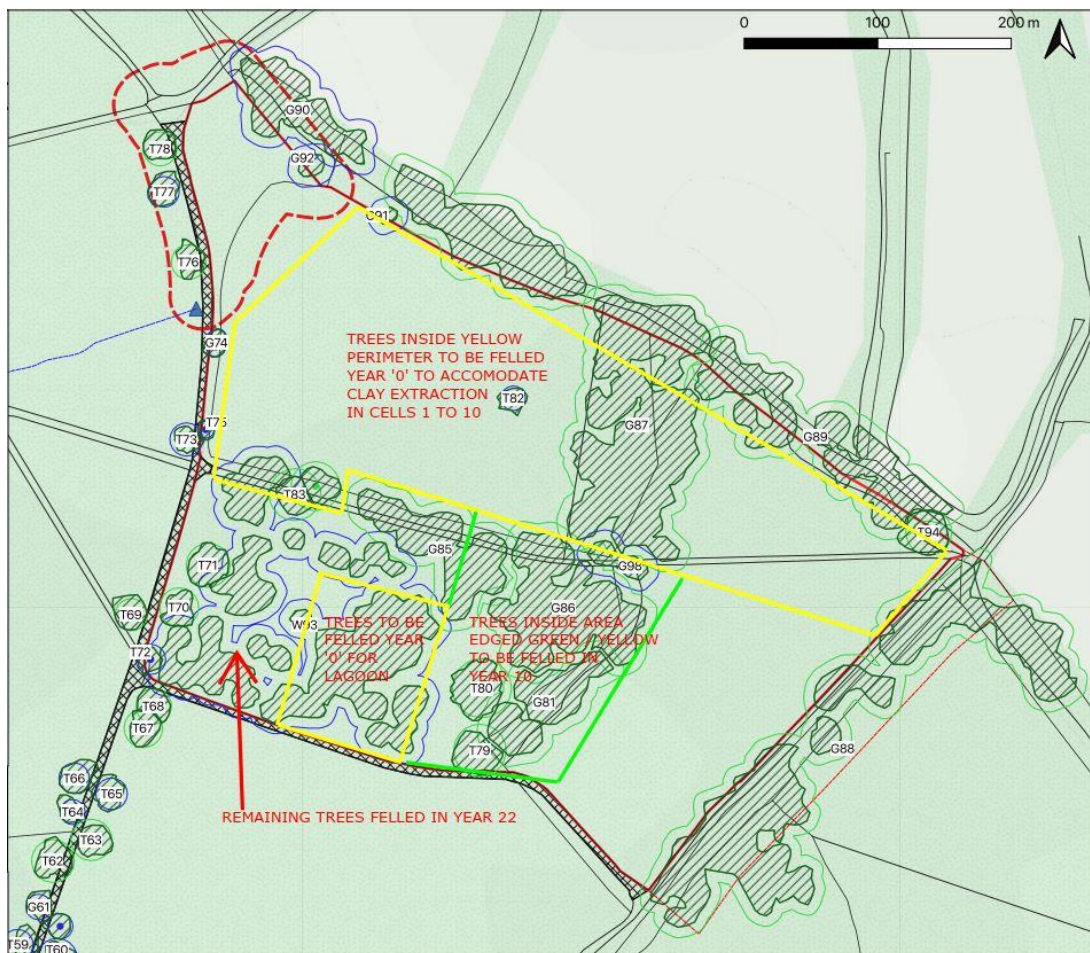 0 100 200 m
G90
T78
G92
T77
G91
T76
G74
TREES INSIDE YELLOW
PERIMETER TO BE FELLED
YEAR '0' TO ACCOMODATE
CLAY EXTRACTION
IN CELLS 1 TO 10
T82
T75
T73
G87
G89
T83
T94
G85
G98
T71
T70
T69
G86
W93
TREES TO BE
FELLED YEAR
'0' FOR
LAGOON
TREES INSIDE AREA
EDGED GREEN / YELLOW
TO BE FELLED IN
YEAR 10
T72
T80
G81
T68
T67
G88
T79
T66
T65
T64
REMAINING TREES FELLED IN YEAR 22
T63
T62
G61
T59
T60